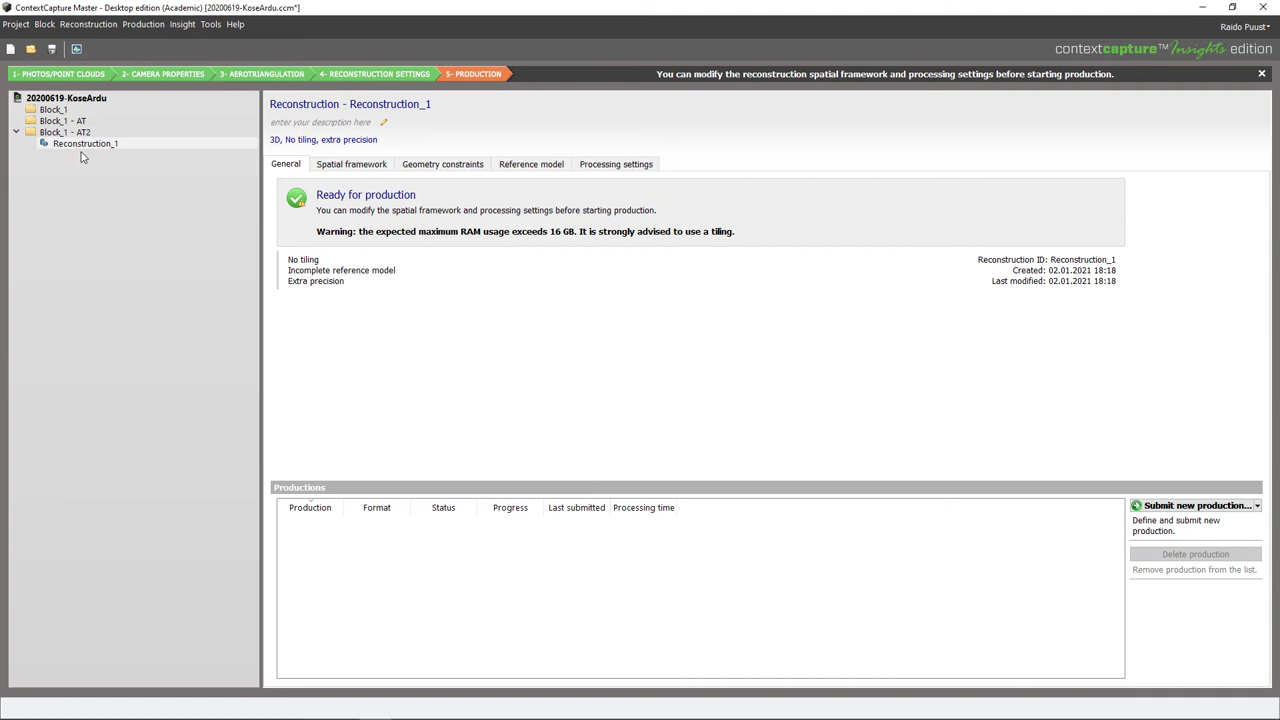 ContextCapture Master - Desktop edition (Academic) [20200619-KoseArdu.ccm*]
Project Block Reconstruction Production Insight Tools Help
Raido Puust
contextcapture™ Insights edition
1- PHOTOS/POINT CLOUDS 2- CAMERA PROPERTIES 3- AEROTRIANGULATION 4- RECONSTRUCTION SETTINGS 5- PRODUCTION
You can modify the reconstruction spatial framework and processing settings before starting production.
20200619-KoseArdu
Block_1
Block_1 - AT
Block_1 - AT2
Reconstruction_1
Reconstruction - Reconstruction_1
enter your description here
3D, No tiling, extra precision
General Spatial framework Geometry constraints Reference model Processing settings
Ready for production
You can modify the spatial framework and processing settings before starting production.
Warning: the expected maximum RAM usage exceeds 16 GB. It is strongly advised to use a tiling.
No tiling
Incomplete reference model
Extra precision
Reconstruction ID: Reconstruction_1
Created: 02.01.2021 18:18
Last modified: 02.01.2021 18:18
Productions
Production Format Status Progress Last submitted Processing time
Submit new production...
Define and submit new
production.
Delete production
Remove production from the list.